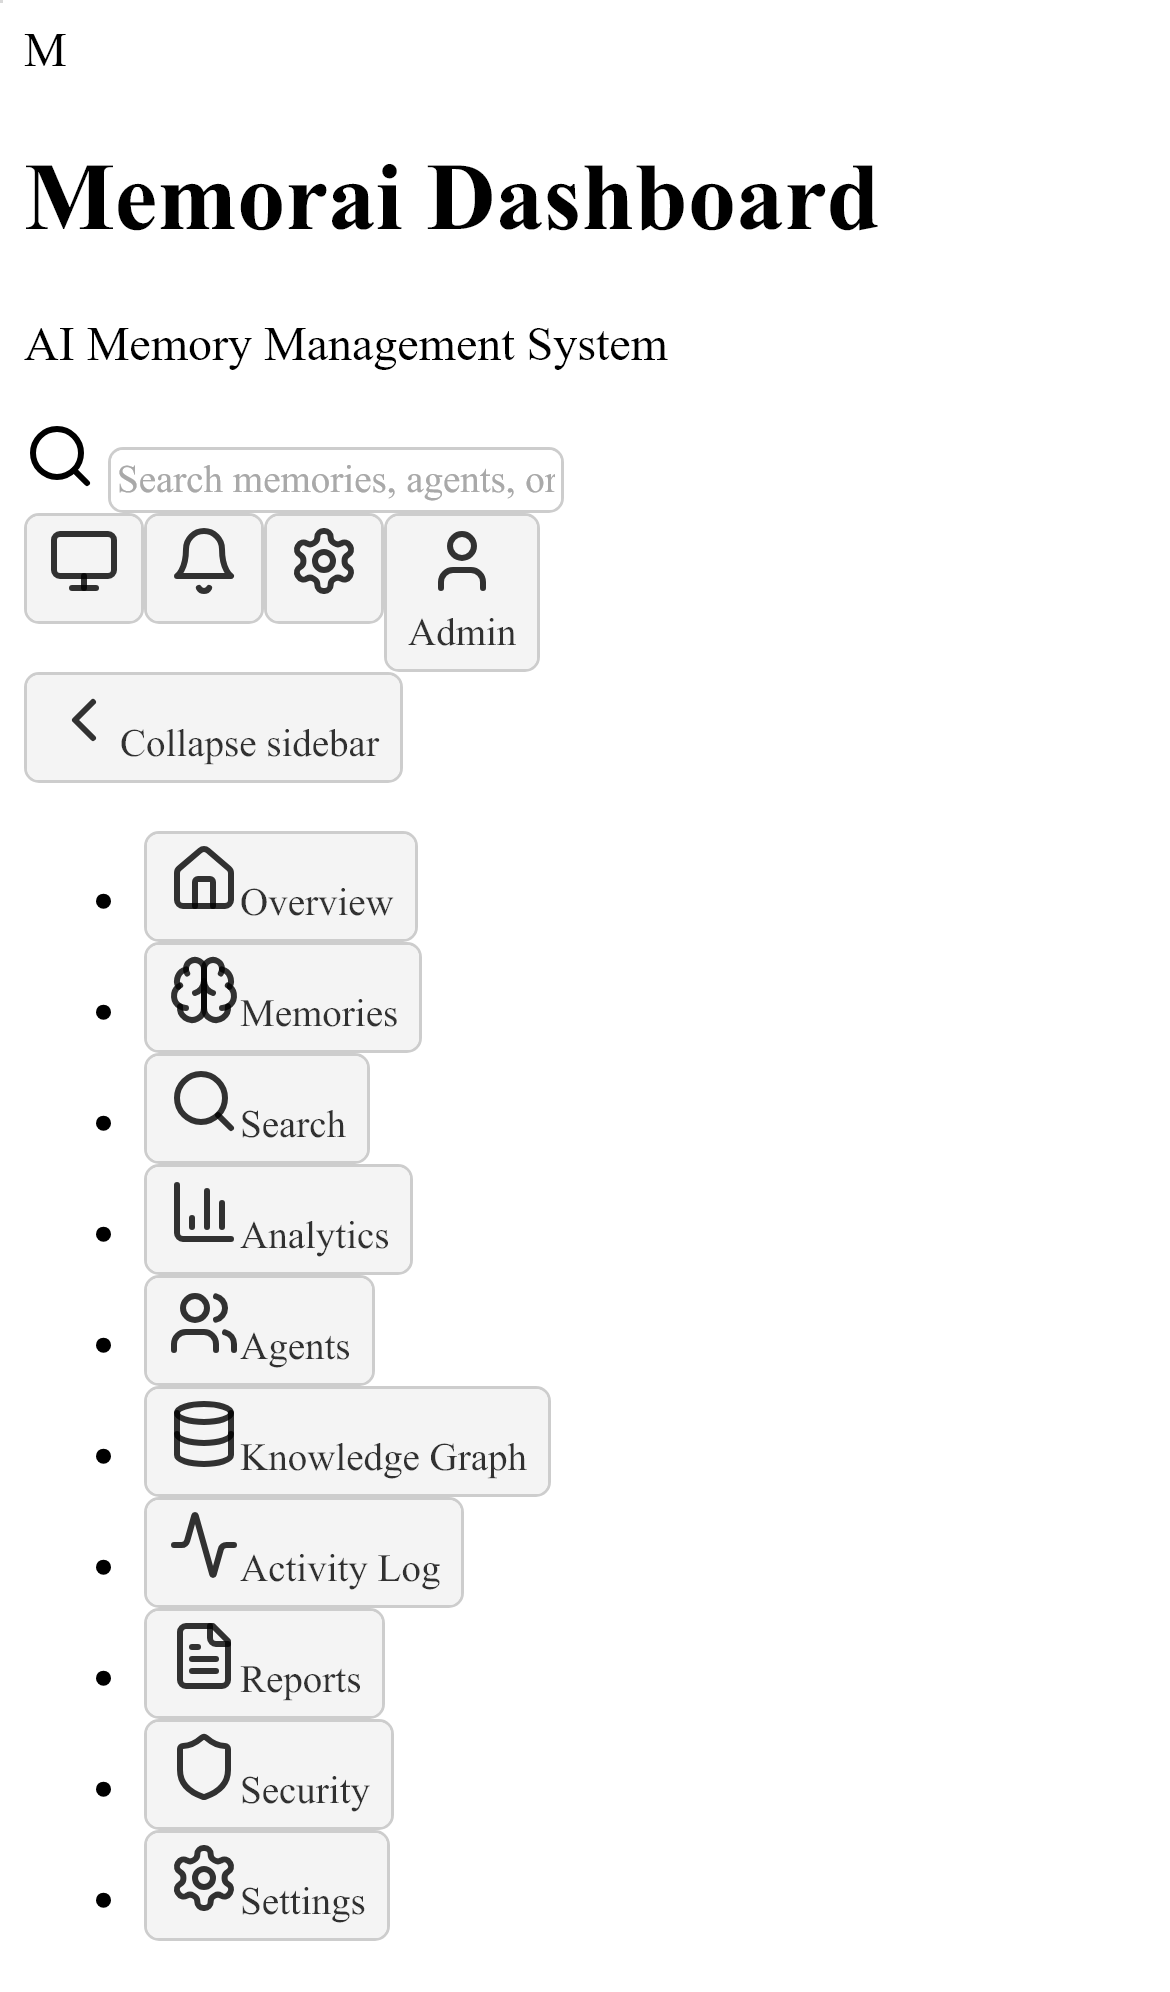 M
Memorai Dashboard
AI Memory Management System
Search memories, agents, or
Admin
Collapse sidebar
Overview
Memories
Search
Analytics
Agents
Knowledge Graph
Activity Log
Reports
Security
Settings